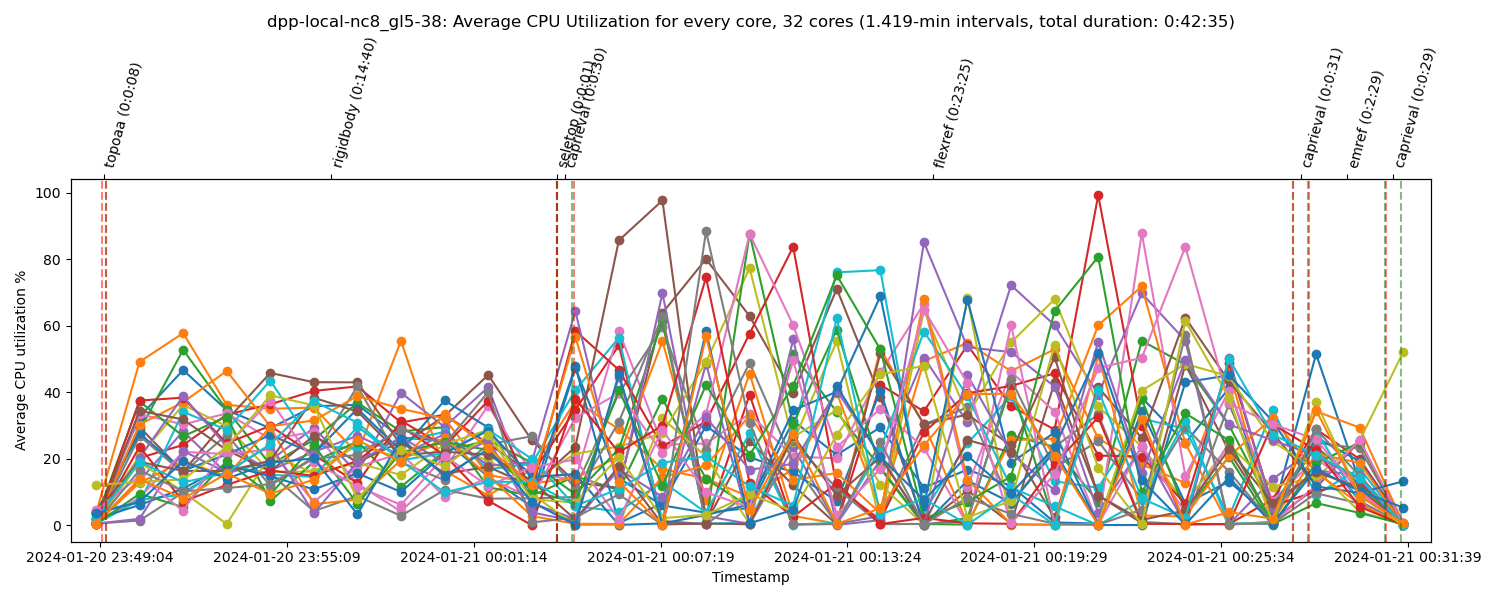 dpp-local-nc8_gl5-38: Average CPU Utilization for every core, 32 cores (1.419-min intervals, total duration: 0:42:35)
topoaa (0:0:08)
rigidbody (0:14:40)
seletop (0:0:01)
caprieval (0:0:30)
flexref (0:23:25)
caprieval (0:0:31)
emref (0:2:29)
caprieval (0:0:29)
Average CPU utilization %
100
80
60
40
20
0
2024-01-20 23:49:04
2024-01-20 23:55:09
2024-01-21 00:01:14
2024-01-21 00:07:19
2024-01-21 00:13:24
2024-01-21 00:19:29
2024-01-21 00:25:34
2024-01-21 00:31:39
Timestamp